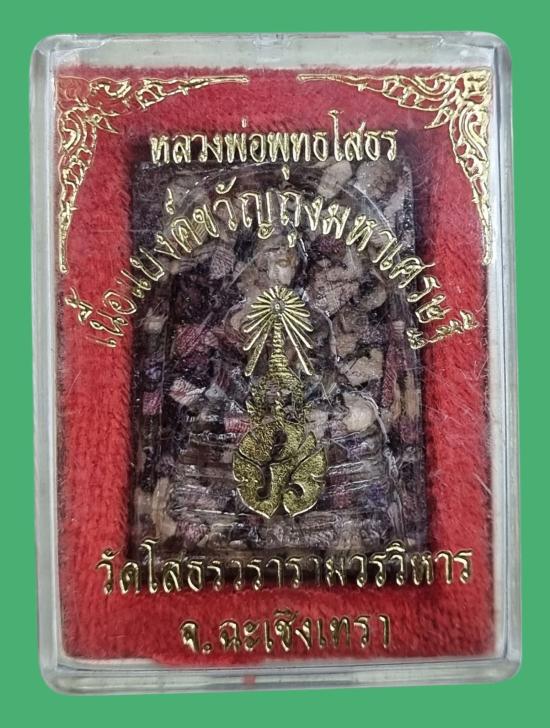 หลวงพ่อพุทธโสธร
เนื้อแบงค์ขวัญถุงมหาเศรษฐี
วัดโสธรวรารามวรวิหาร
จ.ฉะเชิงเทรา